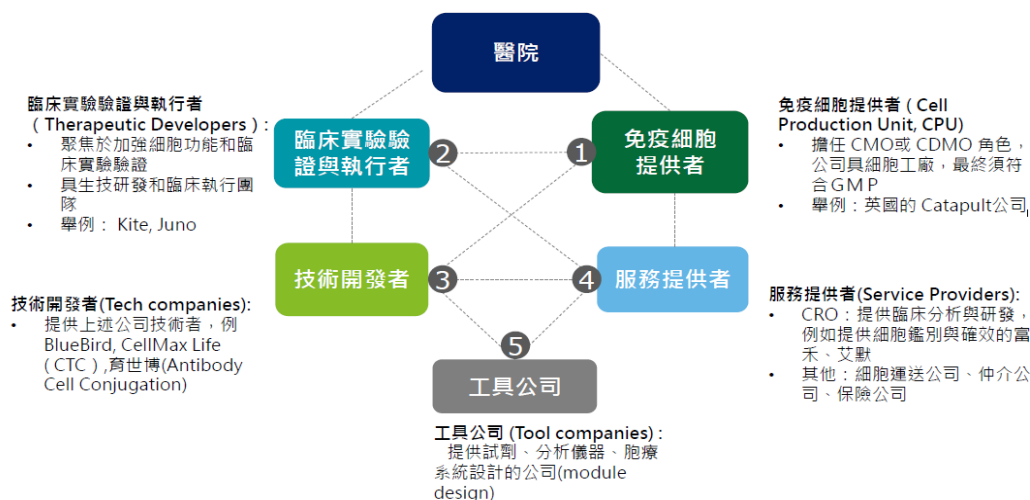 醫院
臨床實驗驗證與執行者
（Therapeutic Developers）:
• 聚焦於加強細胞功能和臨
床實驗驗證
• 具生技研發和臨床執行團
隊
• 舉例： Kite, Juno
臨床實驗驗
證與執行者
2
1
免疫細胞
提供者
免疫細胞提供者 ( Cell
Production Unit, CPU)
• 擔任 CMO或 CDMO 角色，
公司具細胞工廠，最終須符
合GMP
• 舉例：英國的 Catapult公司
技術開發者
3
4
服務提供者
技術開發者(Tech companies):
• 提供上述公司技術者，例
BlueBird, CellMax Life
（CTC）,育世博(Antibody
Cell Conjugation)
服務提供者(Service Providers):
• CRO：提供臨床分析與研發，
例如提供細胞鑑別與確效的富
禾、艾默
• 其他：細胞運送公司、仲介公
司、保險公司
5
工具公司
工具公司 (Tool companies) :
提供試劑、分析儀器、胞療
系統設計的公司(module
design)